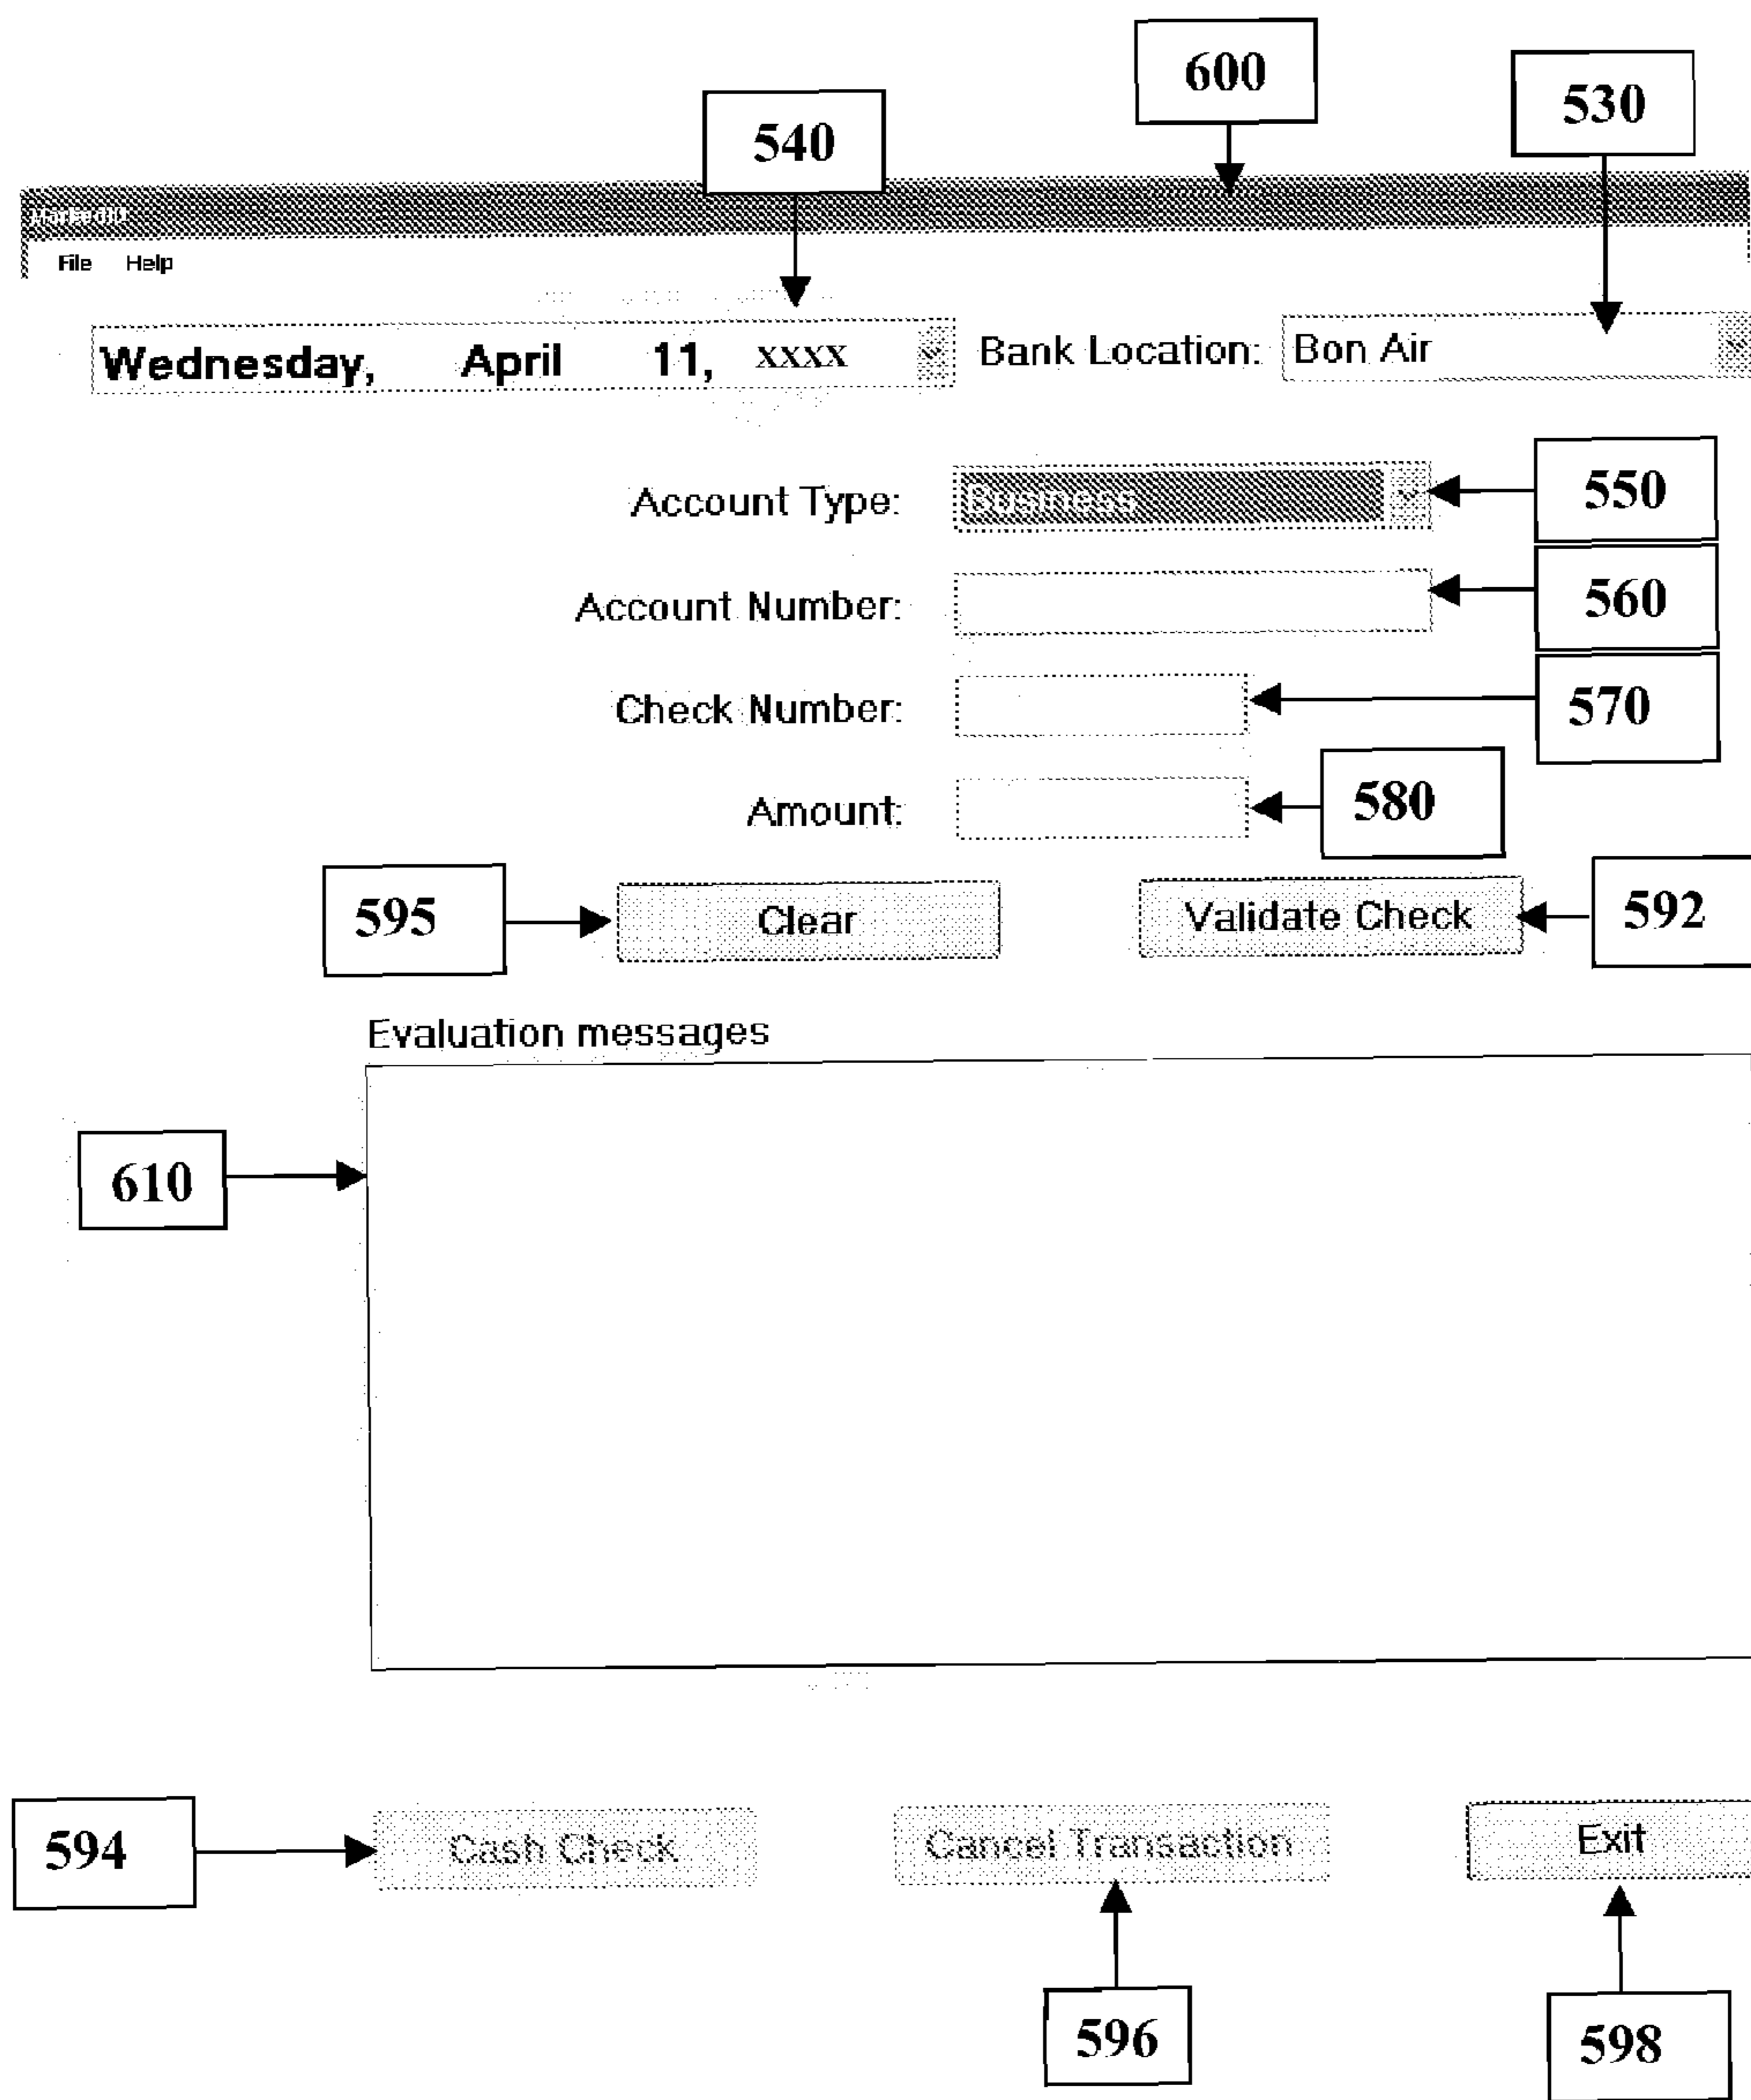 600
530
540
File Help
Wednesday, April 11, xxxx Bank Location: Bon Air
Account Type: Business 550
Account Number: 560
Check Number: 570
Amount: 580
595 Clear Validate Check 592
Evaluation messages
610
594 Cash Check Cancel Transaction Exit
596
598